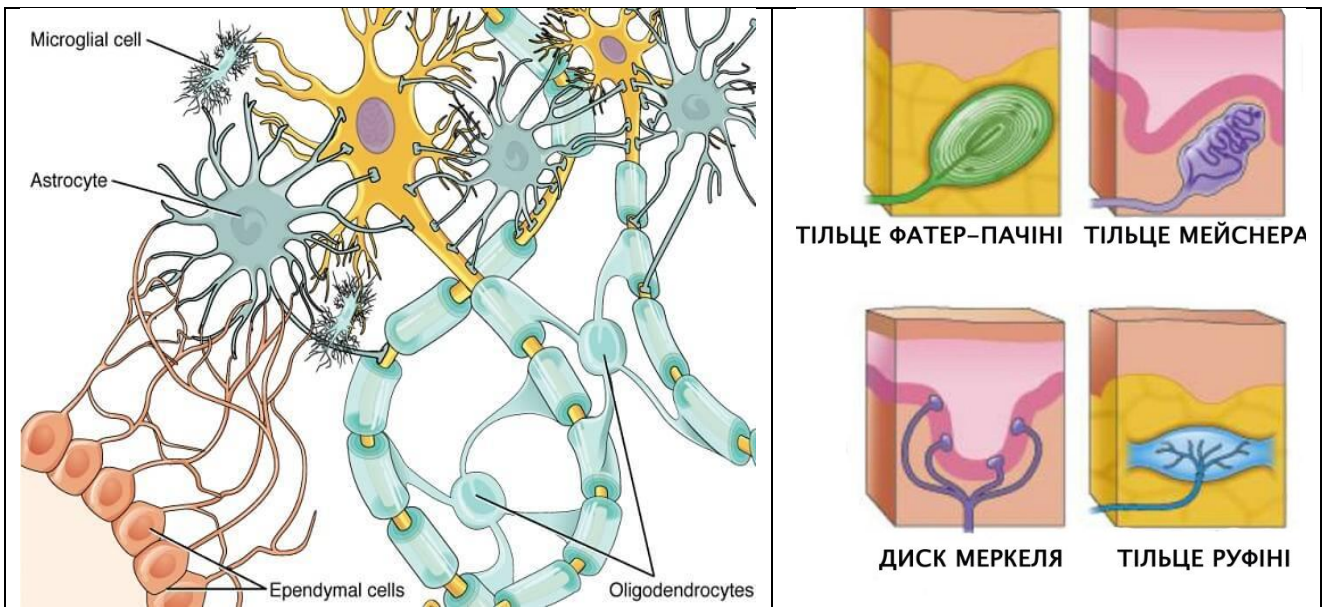 Microglial cell
Astrocyte
Ependymal cells
Oligodendrocytes
ТІЛЬЦЕ ФАТЕР-ПАЧІНІ
ТІЛЬЦЕ МЕЙСНЕРА
ДИСК МЕРКЕЛЯ
ТІЛЬЦЕ РУФІНІ